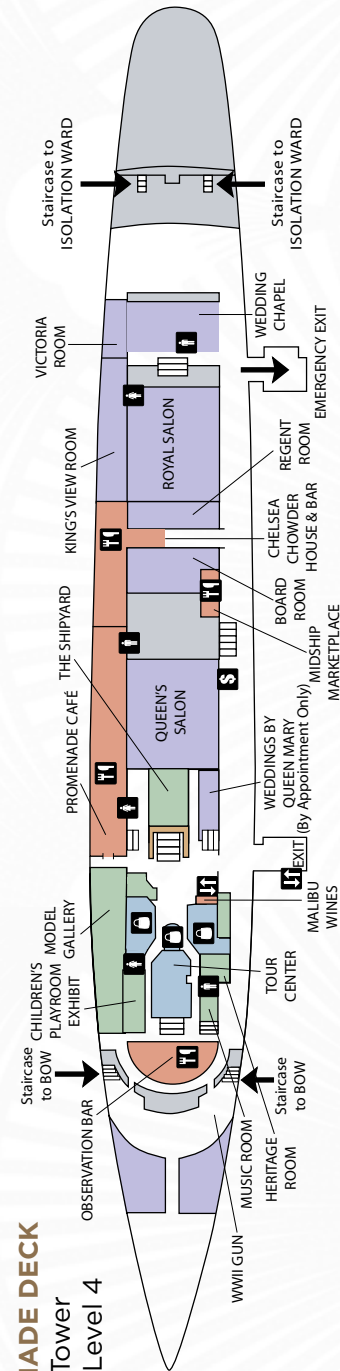 ADE DECK
Tower
Level 4
Staircase
to BOW
OBSERVATION BAR
CHILDREN'S
PLAYROOM
EXHIBIT
MODEL
GALLERY
PROMENADE CAFÉ
THE SHIPYARD
KING'S VIEW ROOM
VICTORIA
ROOM
Staircase to
ISOLATION WARD
QUEEN'S
SALON
ROYAL SALON
$
WWII GUN
Staircase
to BOW
MUSIC ROOM
HERITAGE
ROOM
TOUR
CENTER
MALIBU
WINES
EXIT
WEDDINGS BY
QUEEN MARY
(By Appointment Only)
MIDSHIP
MARKETPLACE
BOARD
ROOM
CHELSEA
CHOWDER
HOUSE & BAR
REGENT
ROOM
EMERGENCY EXIT
WEDDING
CHAPEL
Staircase to
ISOLATION WARD